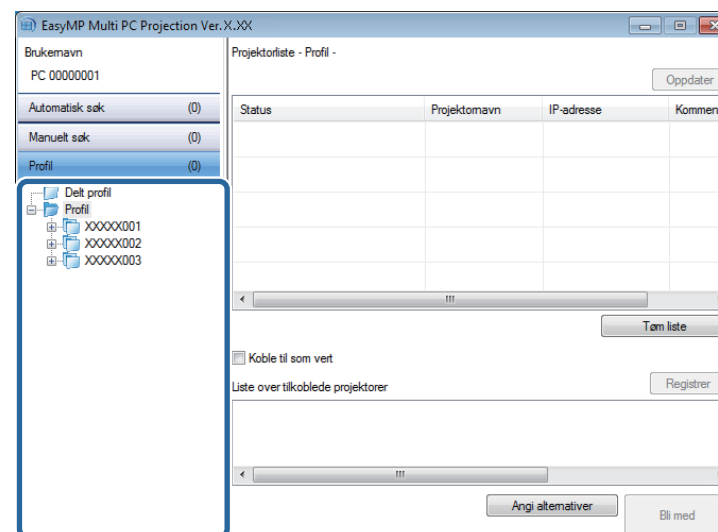 EasyMP Multi PC Projection Ver.X.XX
Brukernavn
PC 00000001
Automatisk søk (0)
Manuelt søk (0)
Profil (0)
Delt profil
Profil
XXXXX001
XXXXX002
XXXXX003
Projektorliste - Profil -
Oppdater
Status Projektornavn IP-adresse Kommen
Tøm liste
Koble til som vert
Liste over tilkoblede projektorer
Registrer
Angi alternativer
Bli med